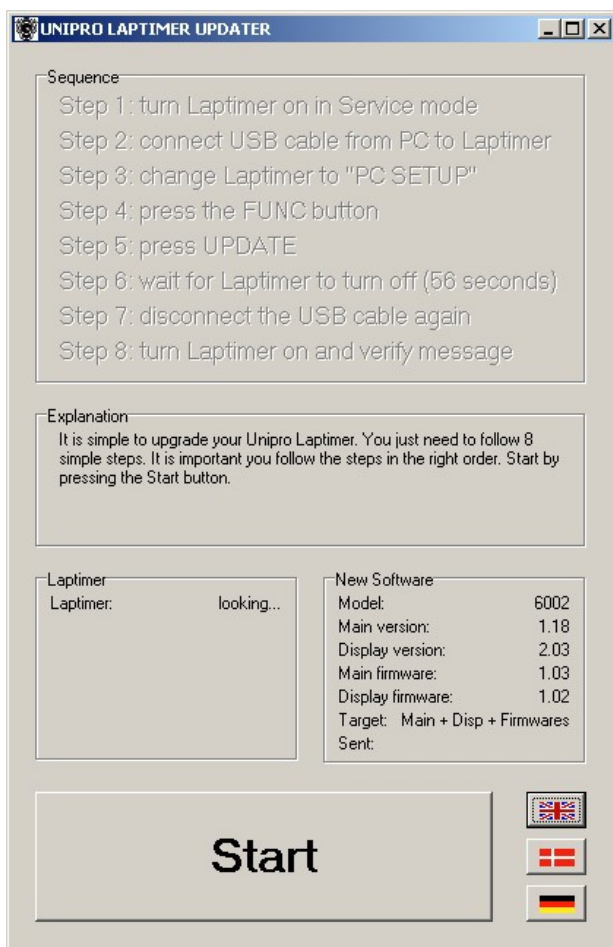 UNIPRO LAPTIMER UPDATER
Sequence
Step 1: turn Laptimer on in Service mode
Step 2: connect USB cable from PC to Laptimer
Step 3: change Laptimer to "PC SETUP"
Step 4: press the FUNC button
Step 5: press UPDATE
Step 6: wait for Laptimer to turn off (56 seconds)
Step 7: disconnect the USB cable again
Step 8: turn Laptimer on and verify message
Explanation
It is simple to upgrade your Unipro Laptimer. You just need to follow 8
simple steps. It is important you follow the steps in the right order. Start by
pressing the Start button.
Laptimer
Laptimer: looking...
New Software
Model: 6002
Main version: 1.18
Display version: 2.03
Main firmware: 1.03
Display firmware: 1.02
Target: Main + Disp + Firmwares
Sent:
Start